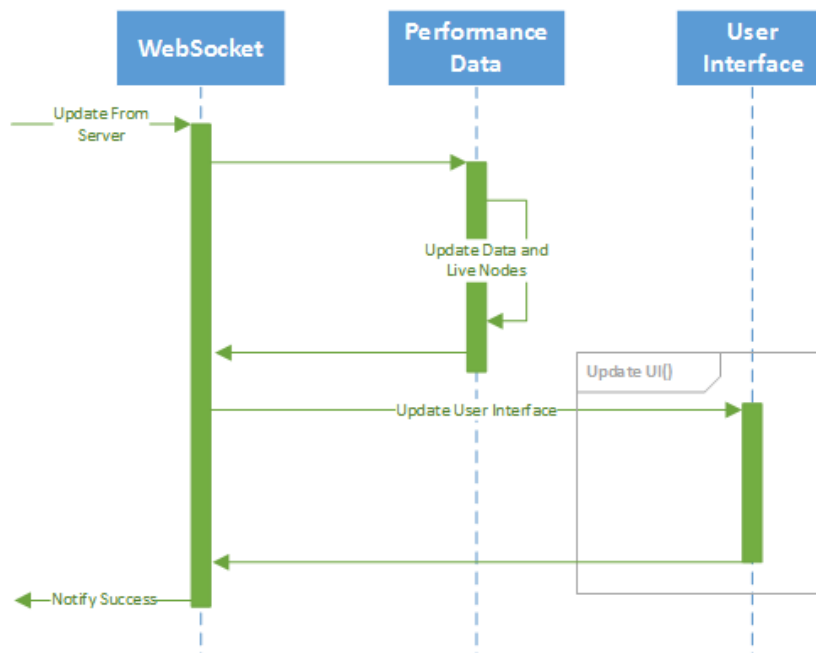 WebSocket
Performance
Data
User
Interface
Update From
Server
Update Data and
Live Nodes
Update UI()
Update User Interface
Notify Success